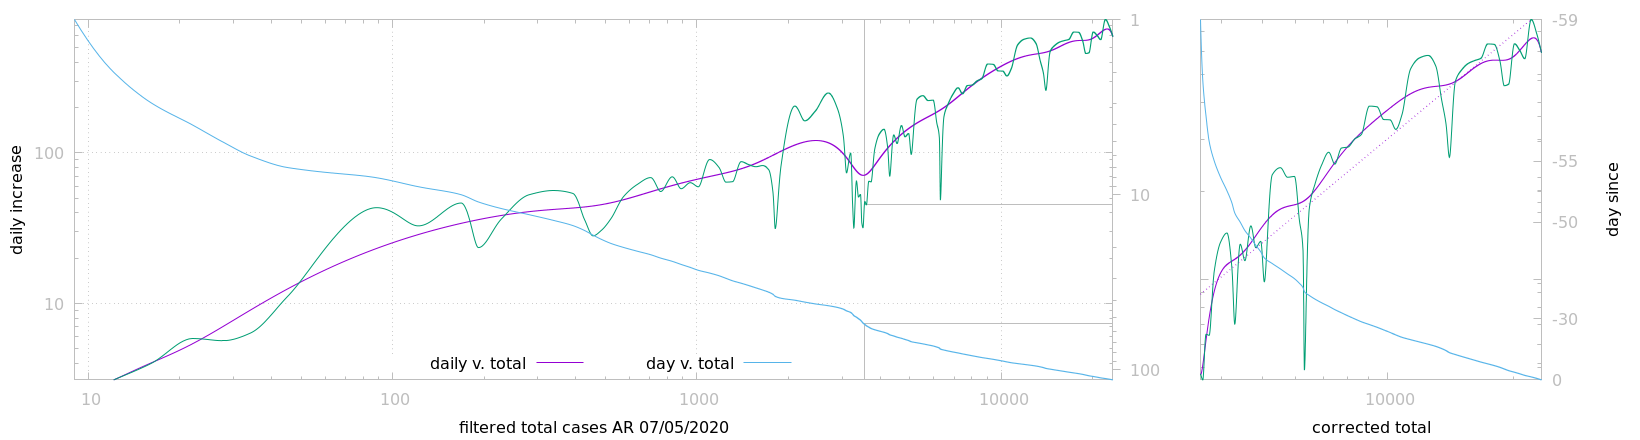 daily increase
100
10
daily v. total
day v. total
10
100
1000
10000
filtered total cases AR 07/05/2020
1
10
100
10000
corrected total
-59
-55
-50
-30
0
day since